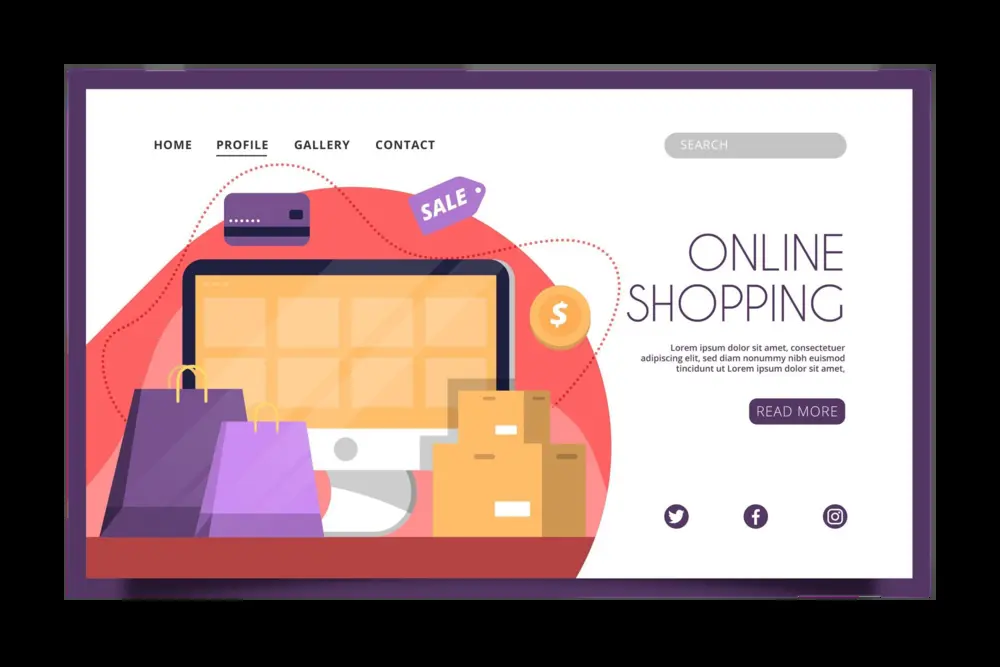 HOME PROFILE GALLERY CONTACT
SEARCH
SALE
$
ONLINE
SHOPPING
Lorem ipsum dolor sit amet, consectetuer
adipiscing elit, sed diam nonummy nibh euismod
tincidunt ut Lorem ipsum dolor sit amet,
READ MORE